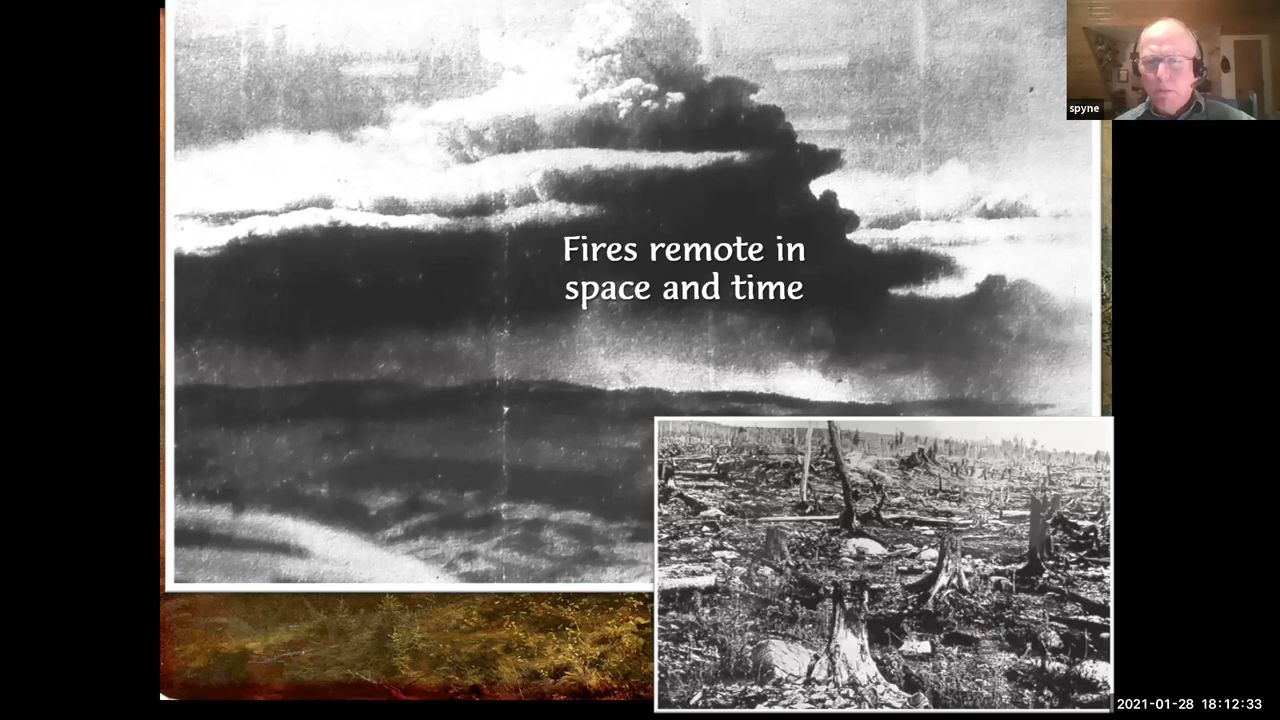 Fires remote in
space and time
spyne
2021-01-28 18:12:33